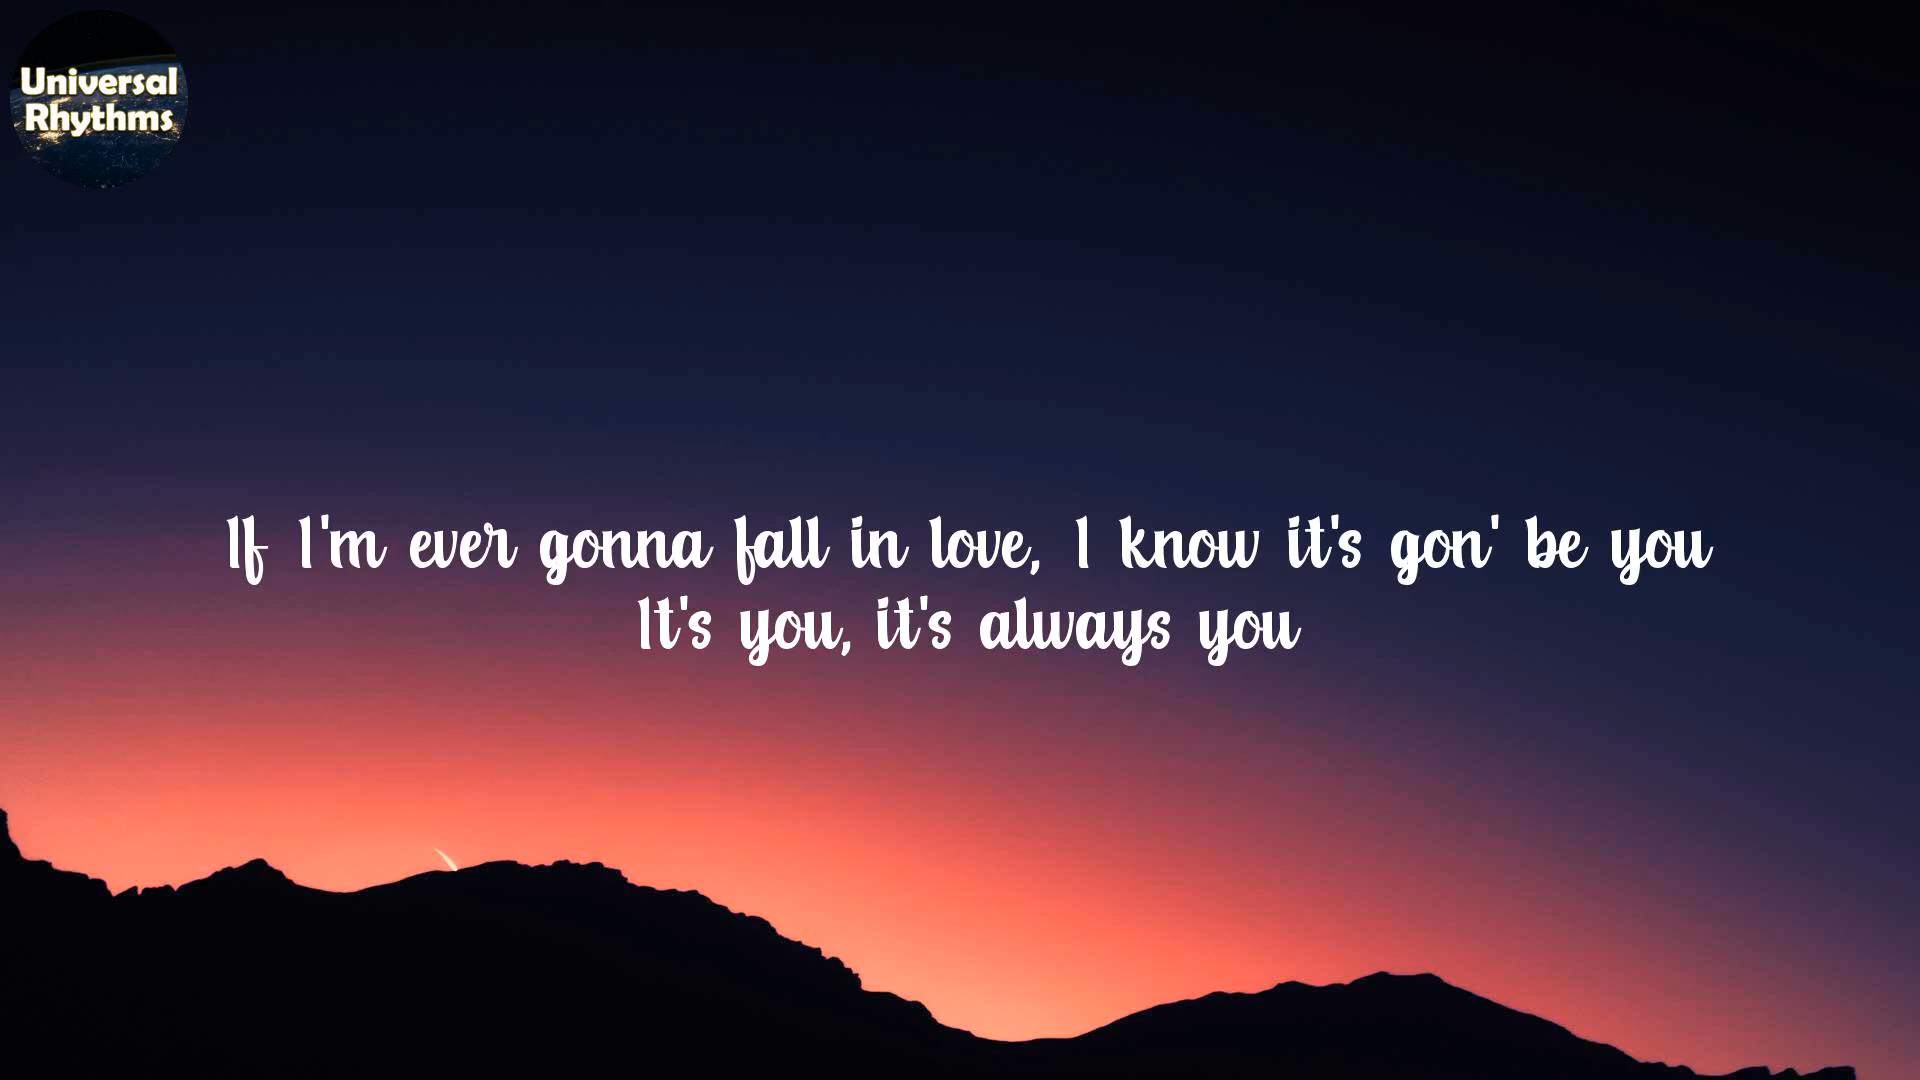 Universal
Rhythms
If I'm ever gonna fall in love, I know it's gon' be you
It's you, it's always you